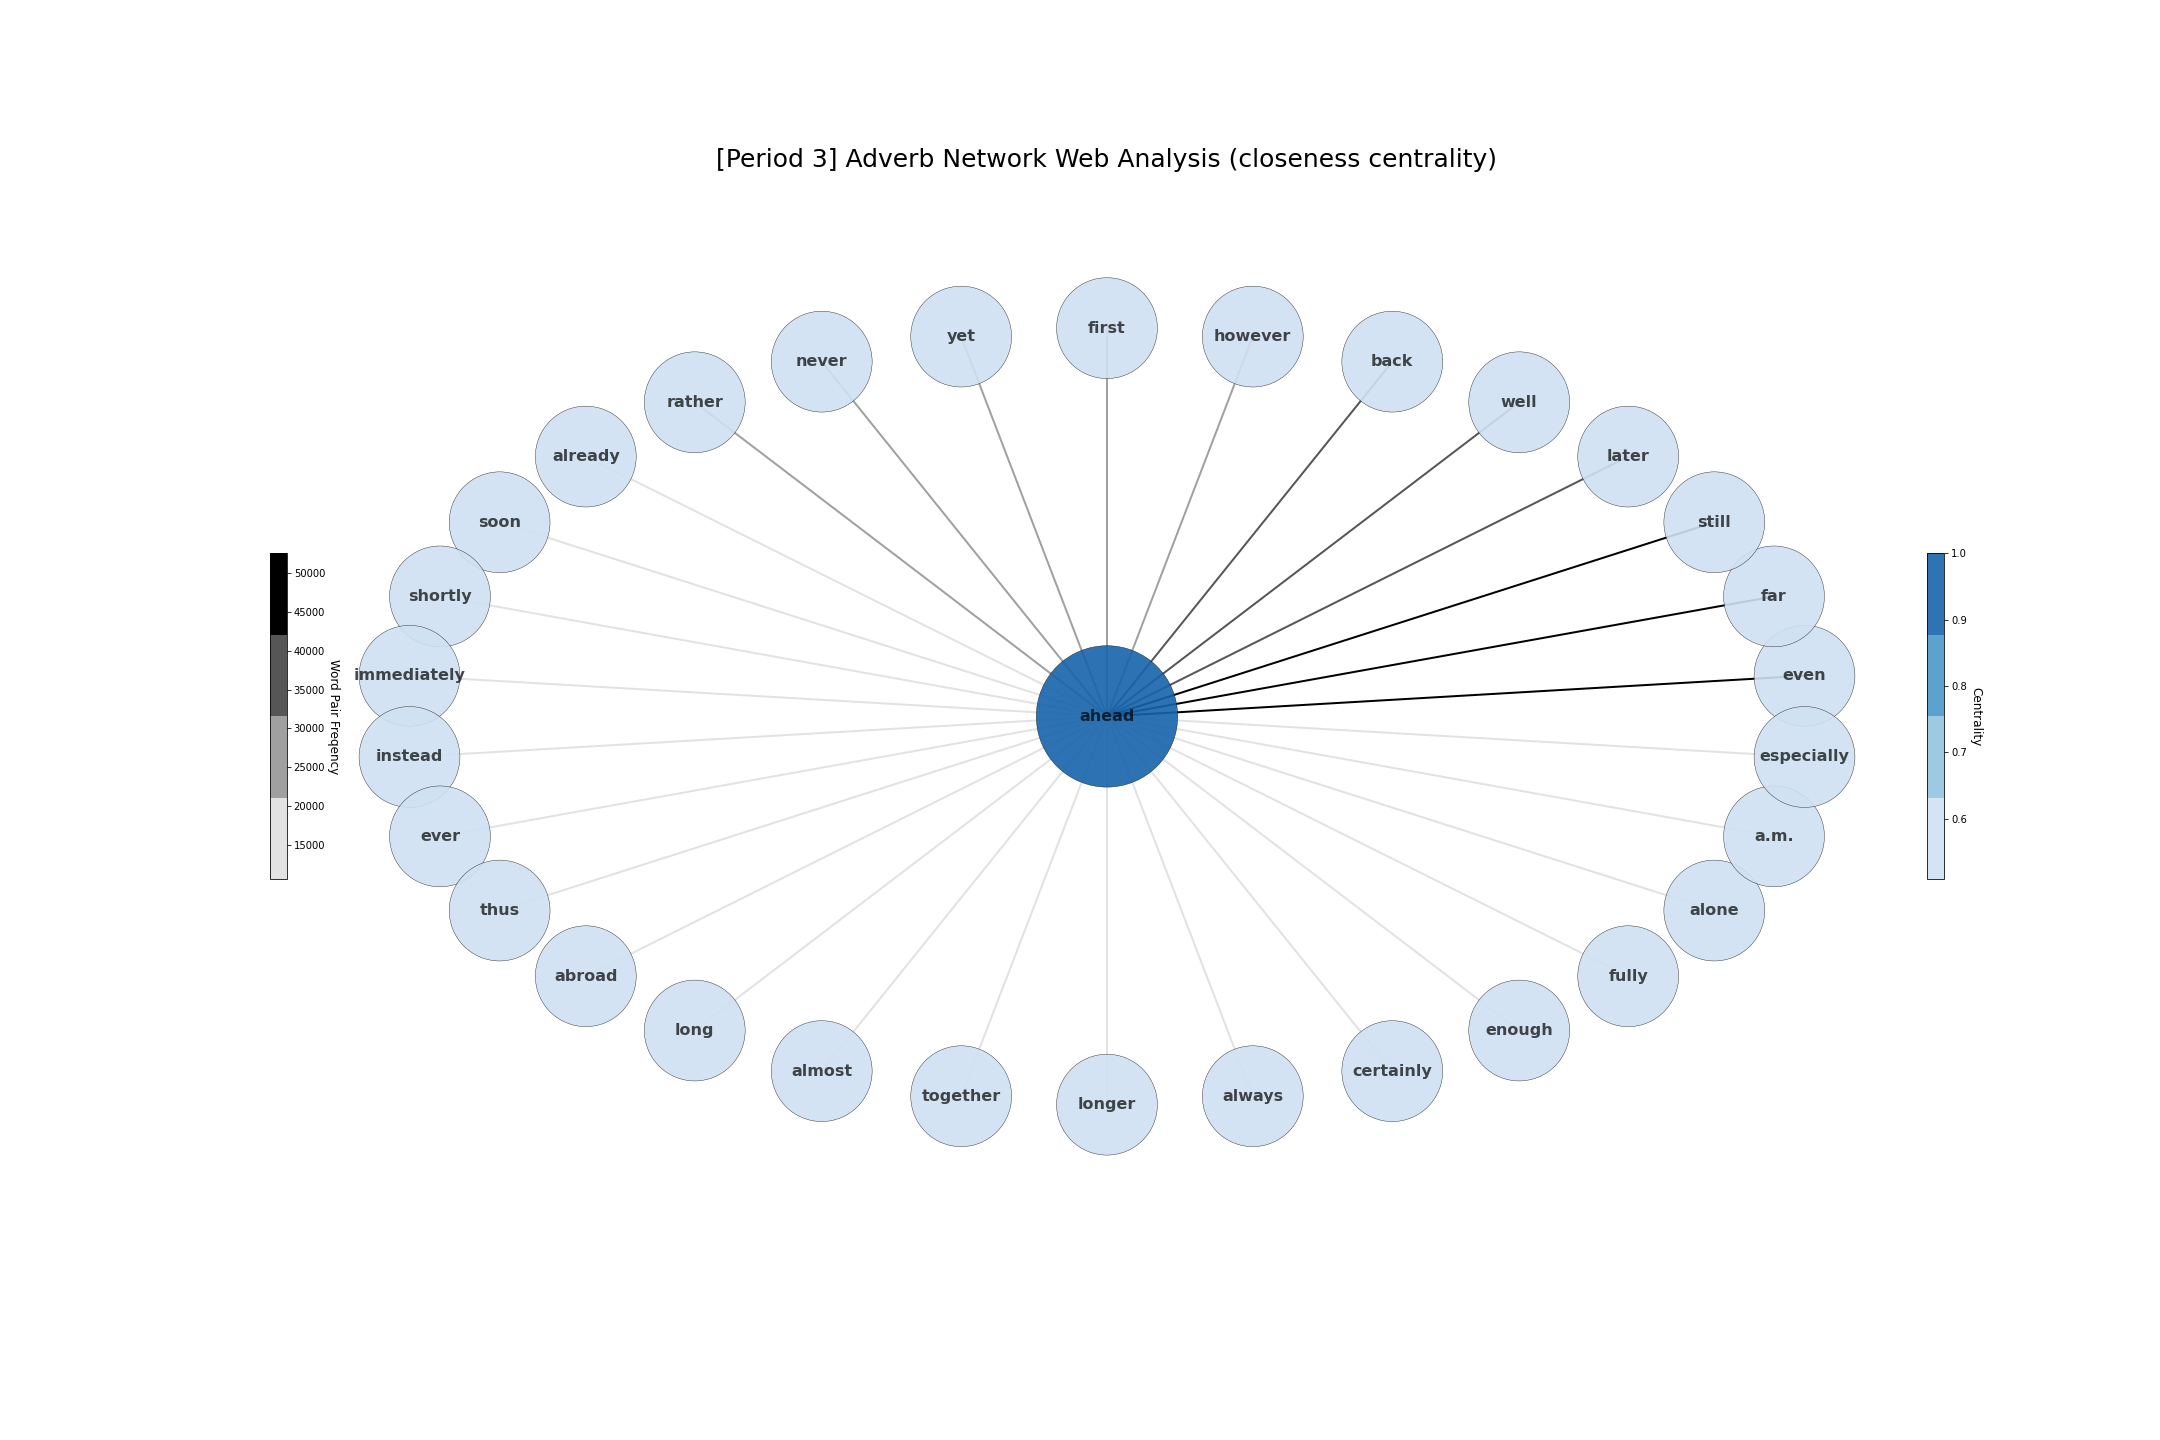 [Period 3] Adverb Network Web Analysis (closeness centrality)
first
yet
however
never
back
rather
well
already
later
soon
still
shortly
far
immediately
even
ahead
instead
especially
ever
a.m.
thus
alone
abroad
fully
long
enough
almost
certainly
together
always
longer
50000
45000
40000
35000
30000
25000
20000
15000
Word Pair Freqency
1.0
0.9
0.8
0.7
0.6
Centrality